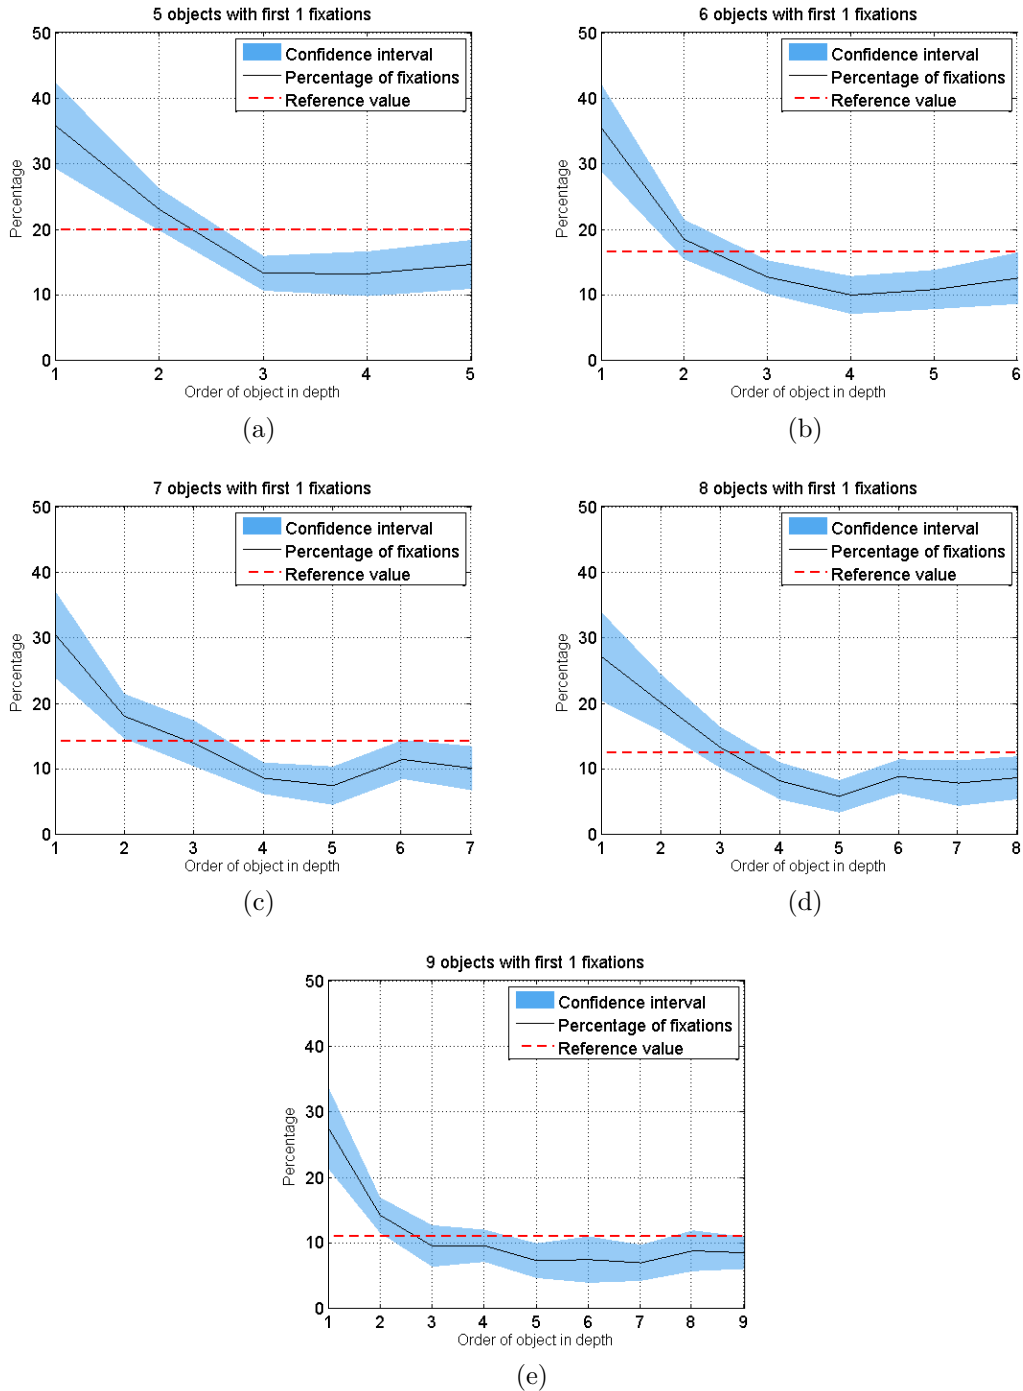 5 objects with first 1 fixations
50
40
30
20
10
0
Percentage
Confidence interval
Percentage of fixations
Reference value
1 2 3 4 5
Order of object in depth
(a)
6 objects with first 1 fixations
50
40
30
20
10
0
Percentage
Confidence interval
Percentage of fixations
Reference value
1 2 3 4 5 6
Order of object in depth
(b)
7 objects with first 1 fixations
50
40
30
20
10
0
Percentage
Confidence interval
Percentage of fixations
Reference value
1 2 3 4 5 6 7
Order of object in depth
(c)
8 objects with first 1 fixations
50
40
30
20
10
0
Percentage
Confidence interval
Percentage of fixations
Reference value
1 2 3 4 5 6 7 8
Order of object in depth
(d)
9 objects with first 1 fixations
50
40
30
20
10
0
Percentage
Confidence interval
Percentage of fixations
Reference value
1 2 3 4 5 6 7 8 9
Order of object in depth
(e)